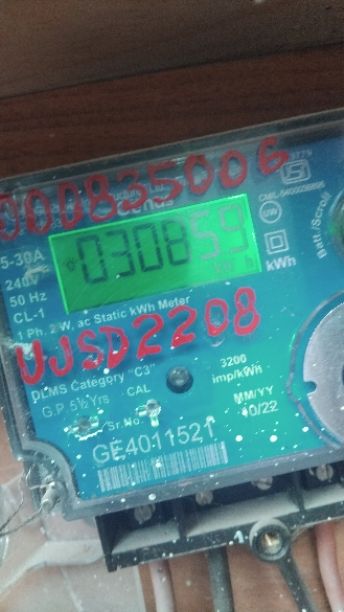 000835006
5-30A
240V
50 Hz
CL-1
030859
kWh
Batt/Scroll
1 Ph. 2W, ac Static kWh Meter
UJSD2208
DLMS Category "C3"
G.P. 5½ Yrs
CAL
3200
imp/kWh
MM/YY
10/22
Sr.No
GE4011521